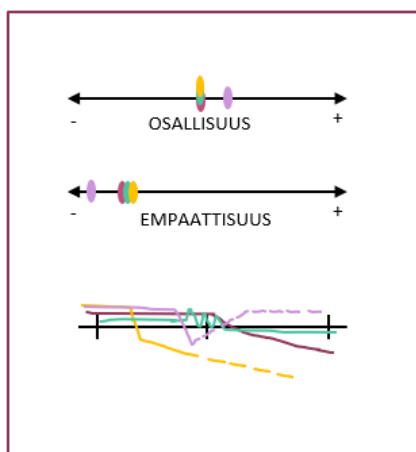 - +
OSALLISUUS
- +
EMPAATTISUUS